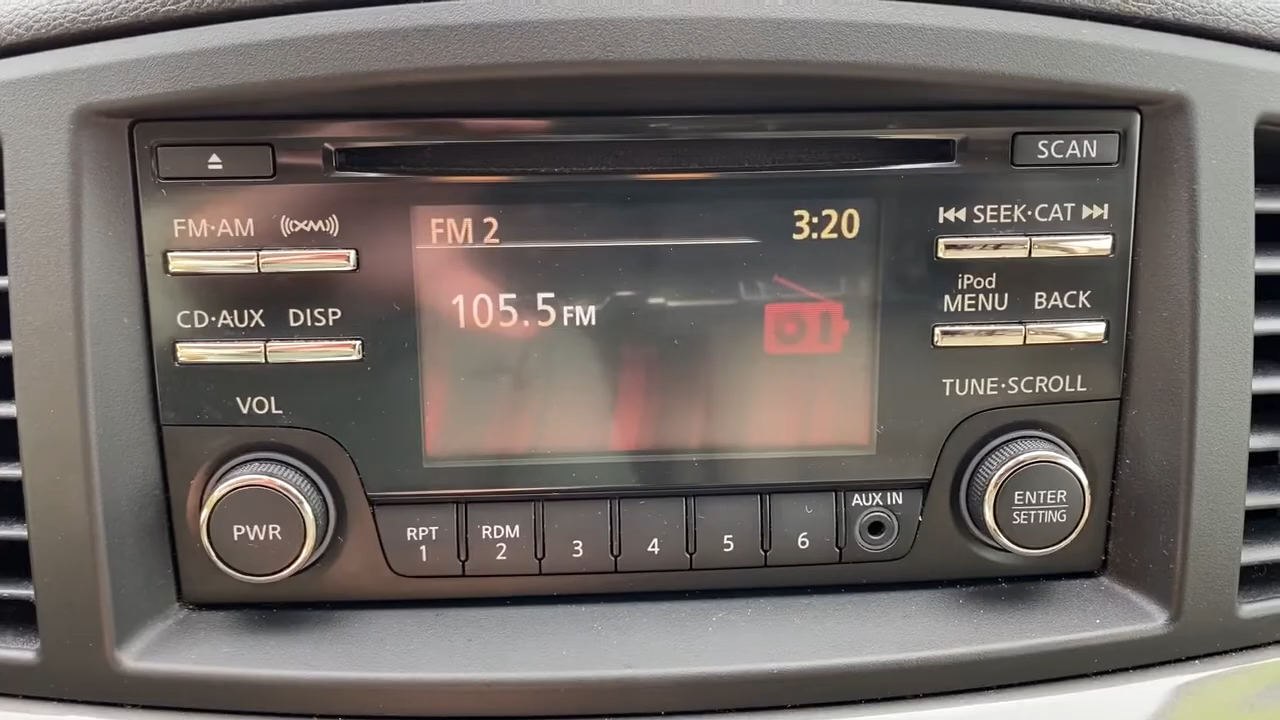 SCAN
FM·AM
((XM))
SEEK·CAT
FM 2
3:20
iPod
MENU
BACK
105.5 FM
CD·AUX
DISP
TUNE·SCROLL
VOL
PWR
RPT
1
RDM
2
3
4
5
6
AUX IN
ENTER
SETTING